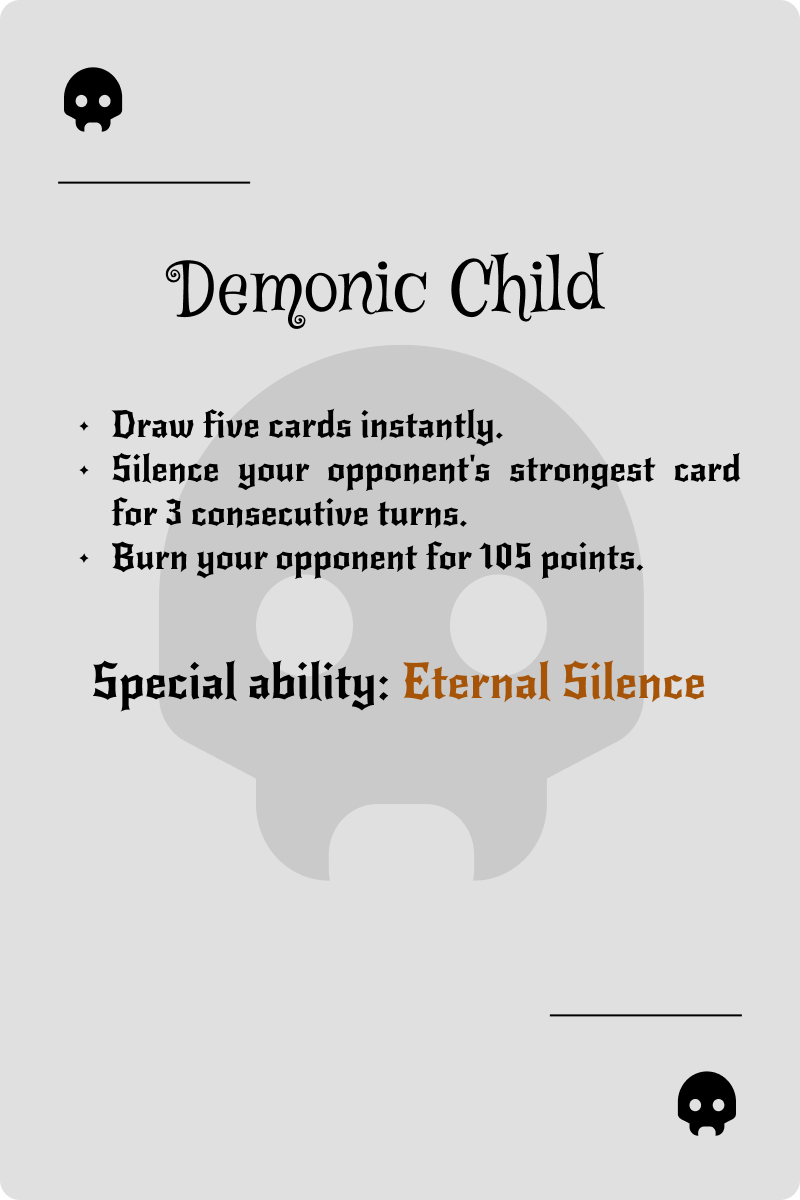 Demonic Child
• Draw five cards instantly.
• Silence your opponent's strongest card
for 3 consecutive turns.
• Burn your opponent for 105 points.
Special ability: Eternal Silence